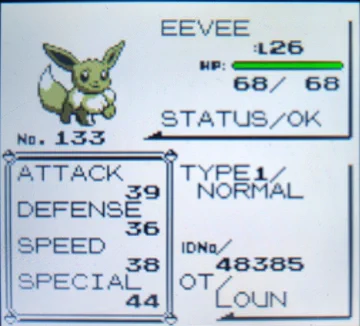 EEVEE
:L26
HP:
68/ 68
STATUS/OK
No. 133
ATTACK
39
DEFENSE
36
SPEED
38
SPECIAL
44
TYPE1/
NORMAL
IDNo/
48385
OT/
LOUN